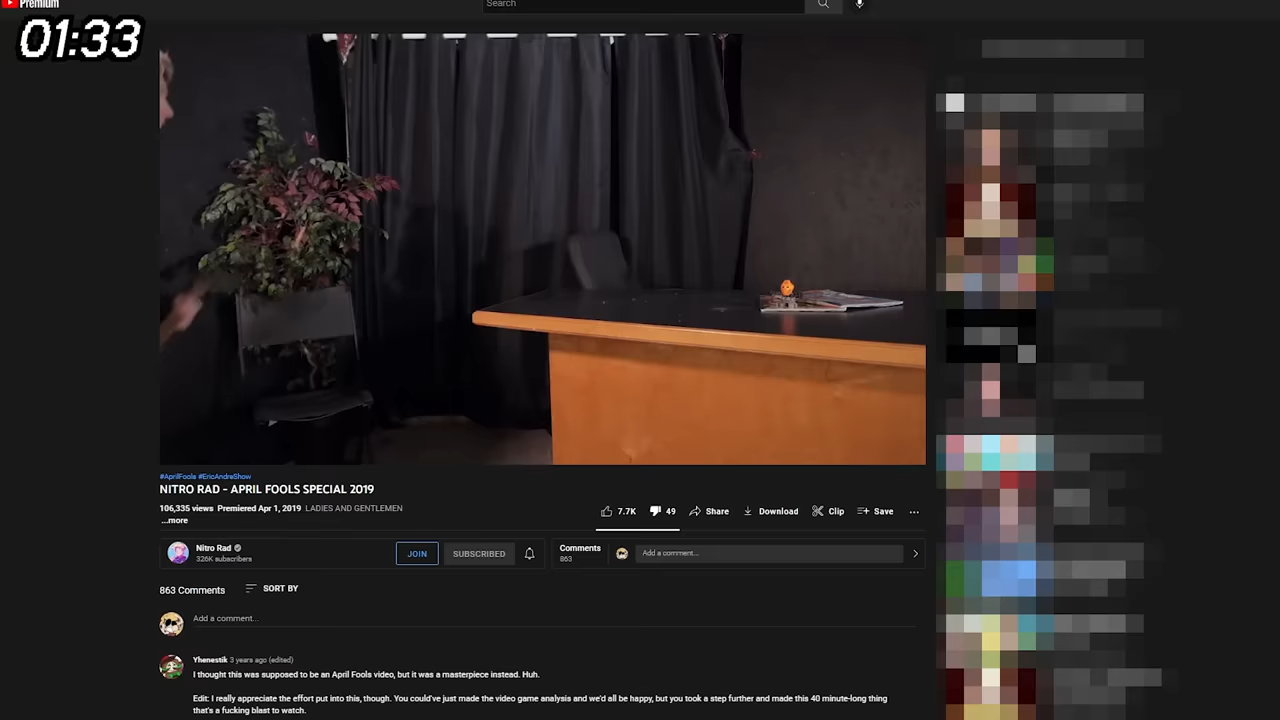 Premium
Search
01:33
#AprilFools #EricAndreShow
NITRO RAD - APRIL FOOLS SPECIAL 2019
106,335 views Premiered Apr 1, 2019 LADIES AND GENTLEMEN
...more
7.7K 49 Share Download Clip Save ...
Nitro Rad
326K subscribers
JOIN
SUBSCRIBED
Comments
863
Add a comment...
863 Comments SORT BY
Add a comment...
Yhenestik 3 years ago (edited)
I thought this was supposed to be an April Fools video, but it was a masterpiece instead. Huh.
Edit: I really appreciate the effort put into this, though. You could've just made the video game analysis and we'd all be happy, but you took a step further and made this 40 minute-long thing
that's a fucking blast to watch.